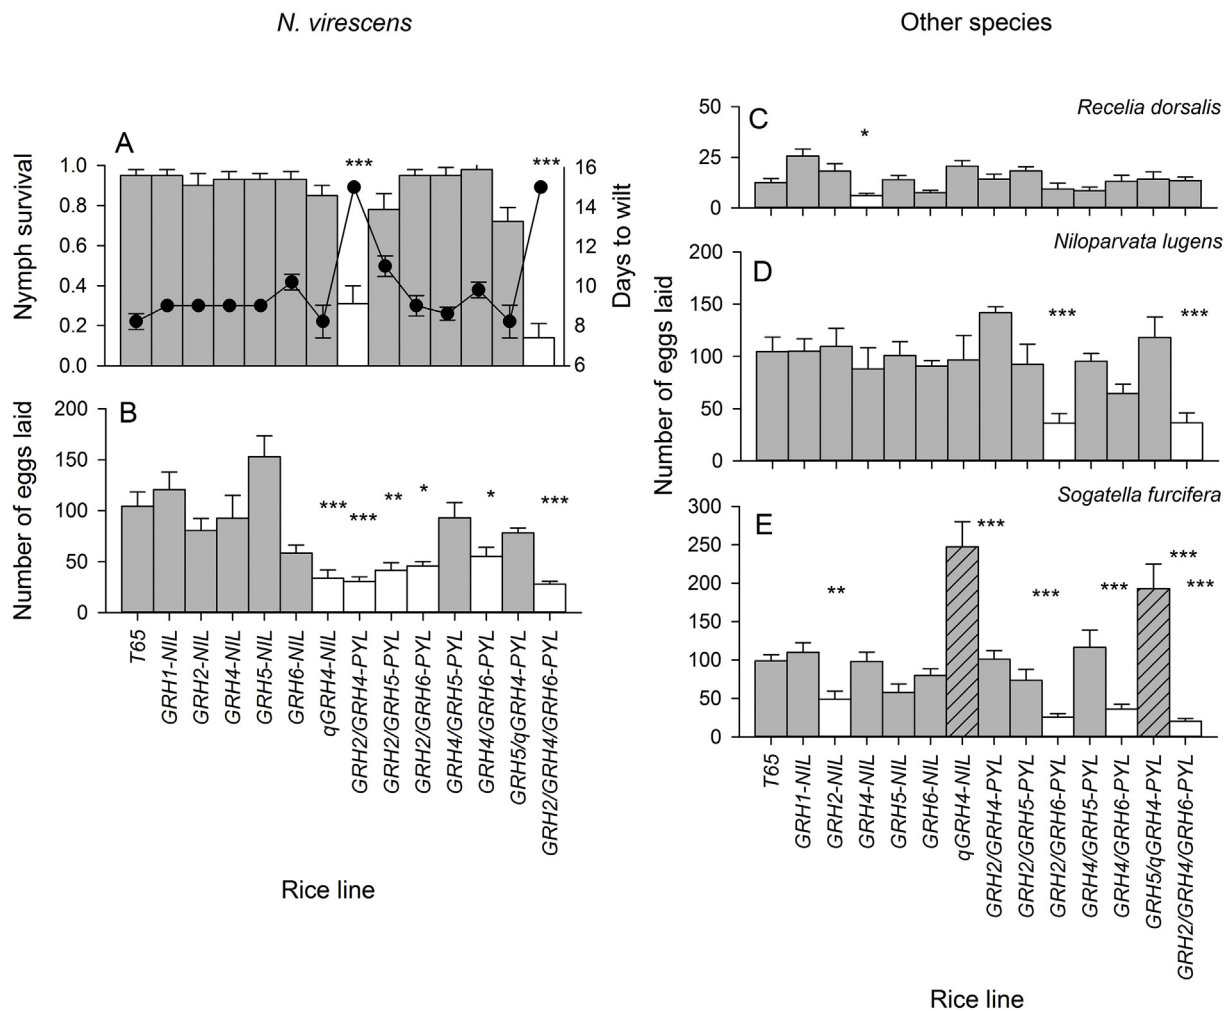 N. virescens
Other species
A
Nymph survival
1.0
0.8
0.6
0.4
0.2
0.0
***
***
16
14
12
10
8
6
Days to wilt
B
Number of eggs laid
200
150
100
50
0
***
***
**
*
*
***
T65
GRH1-NIL
GRH2-NIL
GRH4-NIL
GRH5-NIL
GRH6-NIL
qGRH4-NIL
GRH2/GRH4-PYL
GRH2/GRH5-PYL
GRH2/GRH6-PYL
GRH4/GRH5-PYL
GRH4/GRH6-PYL
GRH5/qGRH4-PYL
GRH2/GRH4/GRH6-PYL
Rice line
C
Recelia dorsalis
50
25
0
*
Niloparvata lugens
D
200
150
100
50
0
***
***
Number of eggs laid
Sogatella furcifera
E
300
250
200
150
100
50
0
**
***
***
***
***
***
T65
GRH1-NIL
GRH2-NIL
GRH4-NIL
GRH5-NIL
GRH6-NIL
qGRH4-NIL
GRH2/GRH4-PYL
GRH2/GRH5-PYL
GRH2/GRH6-PYL
GRH4/GRH5-PYL
GRH4/GRH6-PYL
GRH5/qGRH4-PYL
GRH2/GRH4/GRH6-PYL
Rice line